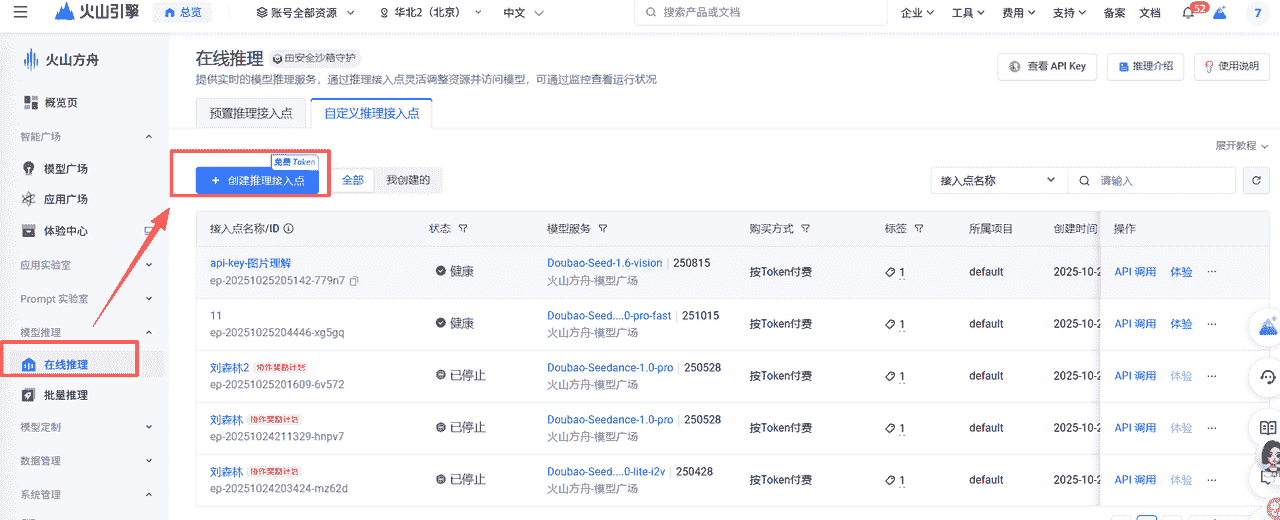 火山引擎 总览 账号全部资源 华北2（北京） 中文 搜索产品或文档 企业 工具 费用 支持 备案 文档 52 7
火山方舟
概览页
智能广场
模型广场
应用广场
体验中心
应用实验室
Prompt 实验室
模型推理
在线推理
批量推理
模型定制
数据管理
系统管理
在线推理 由安全沙箱守护
提供实时的模型推理服务，通过推理接入点灵活调整资源并访问模型，可通过监控查看运行状况
查看 API Key 推理介绍 使用说明
预置推理接入点 自定义推理接入点
展开教程
免费 Token
+ 创建推理接入点 全部 我创建的 接入点名称 请输入
接入点名称/ID 状态 模型服务 购买方式 标签 所属项目 创建时间 操作
api-key-图片理解 Doubao-Seed-1.6-vision | 250815
ep-20251025205142-779n7 健康 火山方舟-模型广场 按Token付费 1 default 2025-10-2 API 调用 体验 ...
11 Doubao-Seed....0-pro-fast | 251015
ep-20251025204446-xg5gq 健康 火山方舟-模型广场 按Token付费 1 default 2025-10-2 API 调用 体验 ...
刘森林2 协作奖励计划 Doubao-Seedance-1.0-pro | 250528
ep-20251025201609-6v572 已停止 火山方舟-模型广场 按Token付费 1 default 2025-10-2 API 调用 体验 ...
刘森林 协作奖励计划 Doubao-Seedance-1.0-pro | 250528
ep-20251024211329-hnpv7 已停止 火山方舟-模型广场 按Token付费 1 default 2025-10-2 API 调用 体验 ...
刘森林 协作奖励计划 Doubao-Seed....0-lite-i2v | 250428
ep-20251024203424-mz62d 已停止 火山方舟-模型广场 按Token付费 1 default 2025-10-2 API 调用 体验 ...